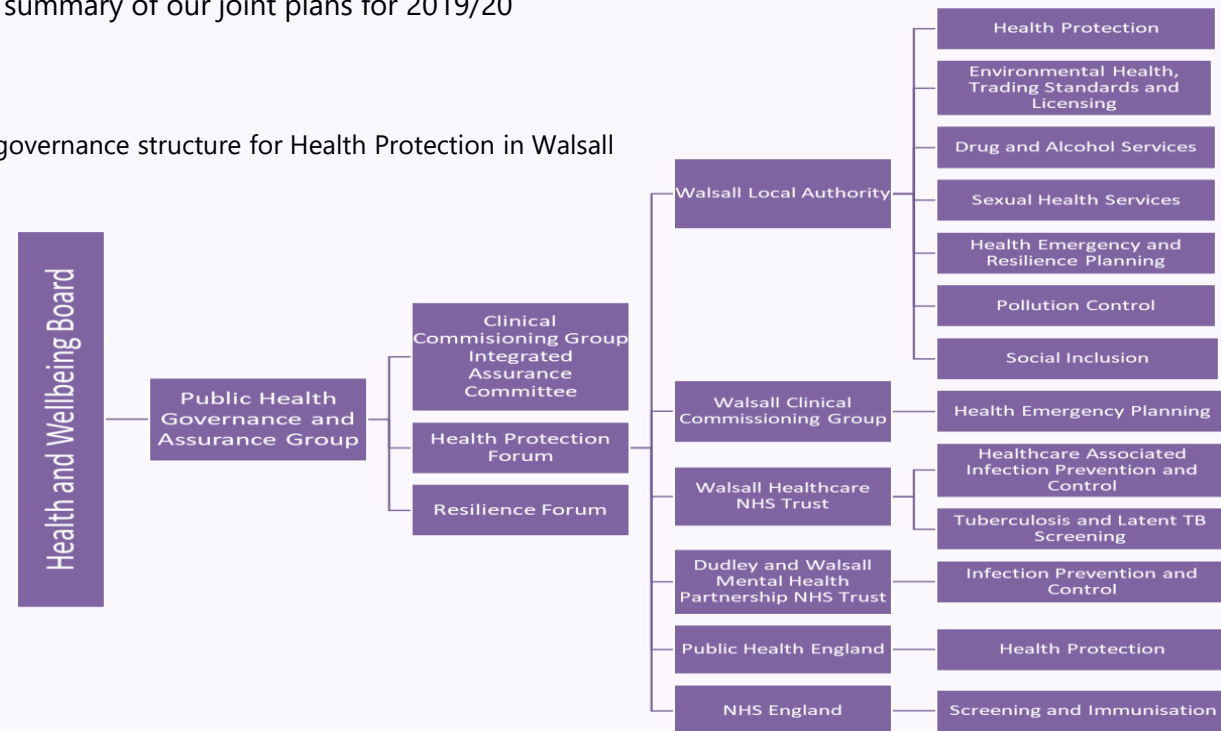 summary of our joint plans for 2019/20
governance structure for Health Protection in Walsall
Health and Wellbeing Board
Public Health
Governance and
Assurance Group
Clinical
Commisioning Group
Integrated
Assurance
Committee
Health Protection
Forum
Resilience Forum
Walsall Local Authority
Health Protection
Environmental Health,
Trading Standards and
Licensing
Drug and Alcohol Services
Sexual Health Services
Health Emergency and
Resilience Planning
Pollution Control
Social Inclusion
Walsall Clinical
Commissioning Group
Health Emergency Planning
Walsall Healthcare
NHS Trust
Healthcare Associated
Infection Prevention and
Control
Tuberculosis and Latent TB
Screening
Dudley and Walsall
Mental Health
Partnership NHS Trust
Infection Prevention and
Control
Public Health England
Health Protection
NHS England
Screening and Immunisation